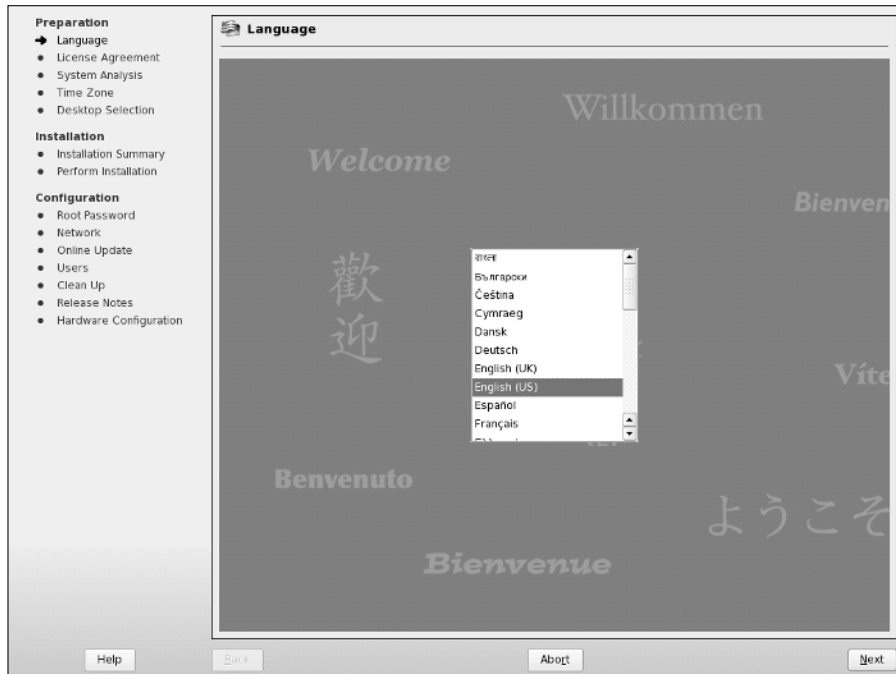 Preparation
Language
License Agreement
System Analysis
Time Zone
Desktop Selection
Installation
Installation Summary
Perform Installation
Configuration
Root Password
Network
Online Update
Users
Clean Up
Release Notes
Hardware Configuration
Language
Willkommen
Welcome
Bienven
歡
迎
বাংলা
Български
Čeština
Cymraeg
Dansk
Deutsch
English (UK)
English (US)
Español
Français
Víte
Benvenuto
ようこそ
Bienvenue
Help
Back
Abort
Next